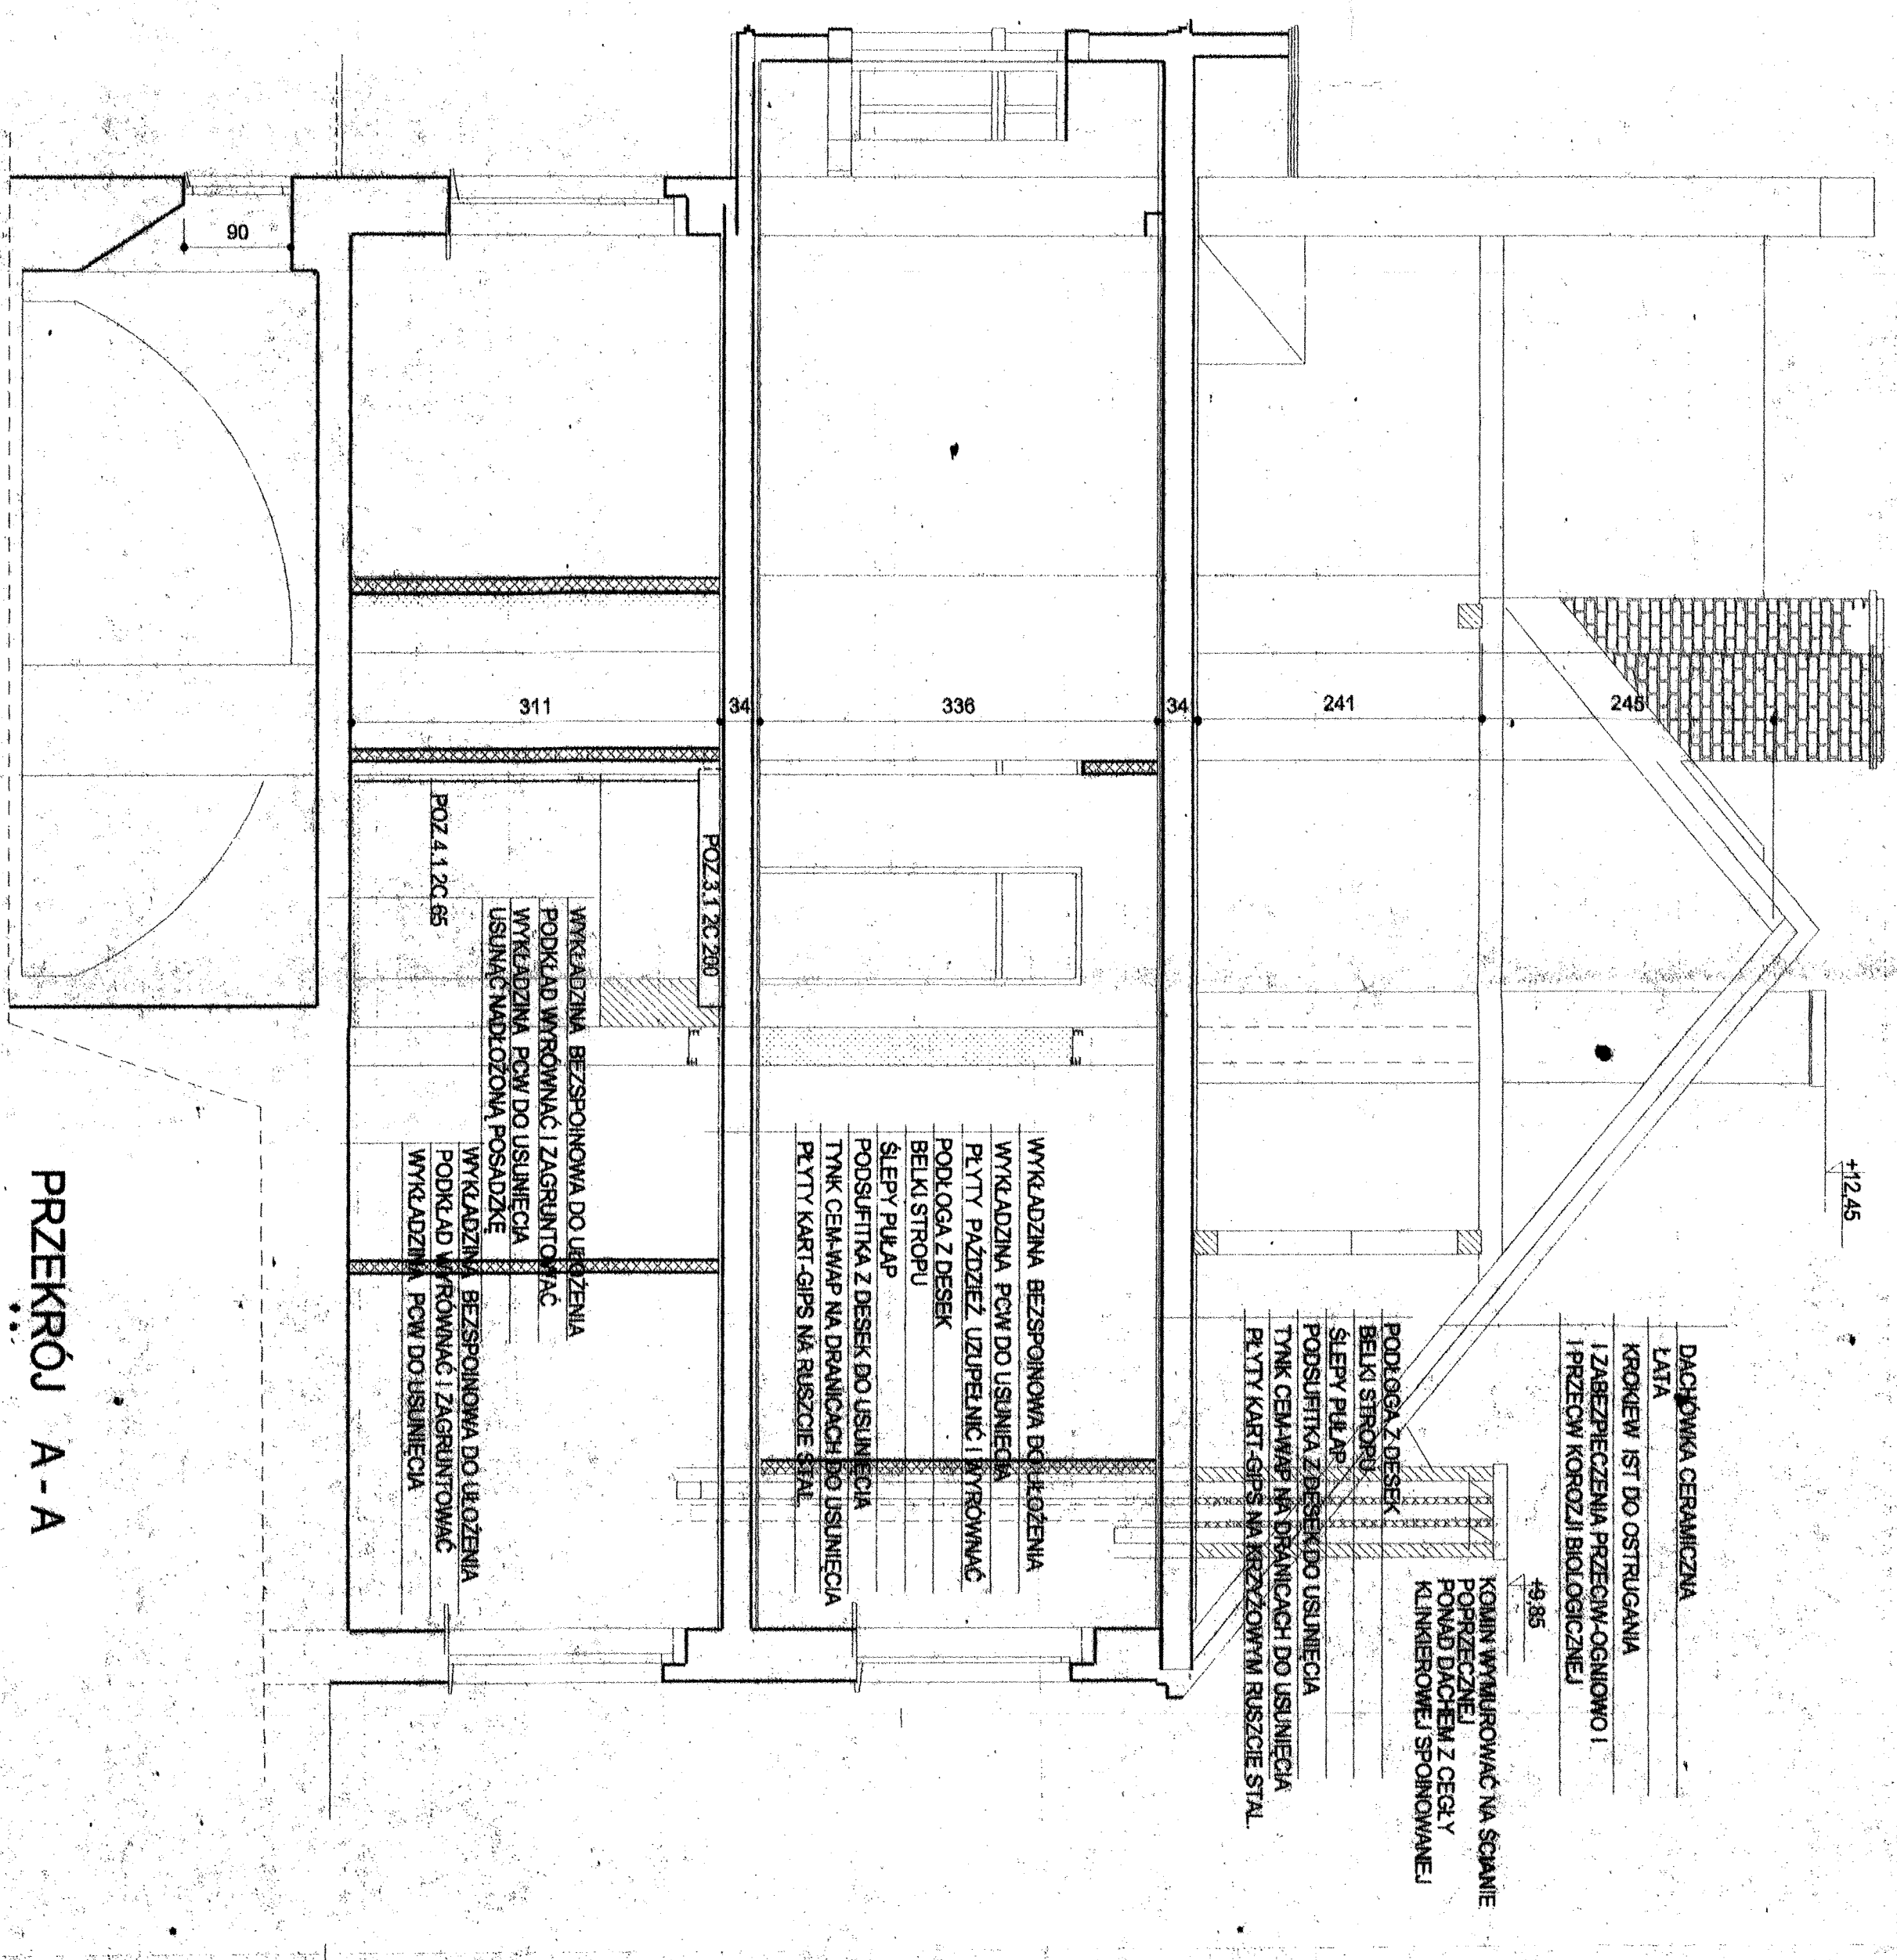 DACHÓWKA CERAMICZNA
ŁATA
KROKIEW IST DO OSTRUGANIA
I ZABEZPIECZENIA PRZECIW-OGNIOWO I
I PRZECIW KOROZJI BIOLOGICZNEJ
+12.45
+9.85
KOMIN WYMUROWAĆ NA ŚCIANIE
POPRZECZNEJ
PONAD DACHEM Z CEGŁY
KLINKIEROWEJ SPOINOWANEJ
PODŁOGA Z DESEK
BELKI STROPU
ŚLEPY PUŁAP
PODSUFITKA Z DESEK DO USUNIĘCIA
TYNK CEM-WAP NA DRANICACH DO USUNIĘCIA
PŁYTY KART-GIPS NA KRZYŻOWYM RUSZCIE STAL.
245
241
34
336
34
311
90
WYKŁADZINA BEZSPOINOWA DO UŁOŻENIA
WYKŁADZINA PCW DO USUNIĘCIA
PŁYTY PAŹDZIEŻ. UZUPEŁNIĆ I WYRÓWNAĆ
PODŁOGA Z DESEK
BELKI STROPU
ŚLEPY PUŁAP
PODSUFITKA Z DESEK DO USUNIĘCIA
TYNK CEM-WAP NA DRANICACH DO USUNIĘCIA
PŁYTY KART-GIPS NA RUSZCIE STAL
POZ.3.1 2C 200
POZ.4.1 2C 65
WYKŁADZINA BEZSPOINOWA DO UŁOŻENIA
PODKŁAD WYRÓWNAĆ I ZAGRUNTOWAĆ
WYKŁADZINA PCW DO USUNIĘCIA
USUNĄĆ NADŁOŻONĄ POSADZKĘ
WYKŁADZINA BEZSPOINOWA DO UŁOŻENIA
PODKŁAD WYRÓWNAĆ I ZAGRUNTOWAĆ
WYKŁADZINA PCW DO USUNIĘCIA
PRZEKRÓJ A-A